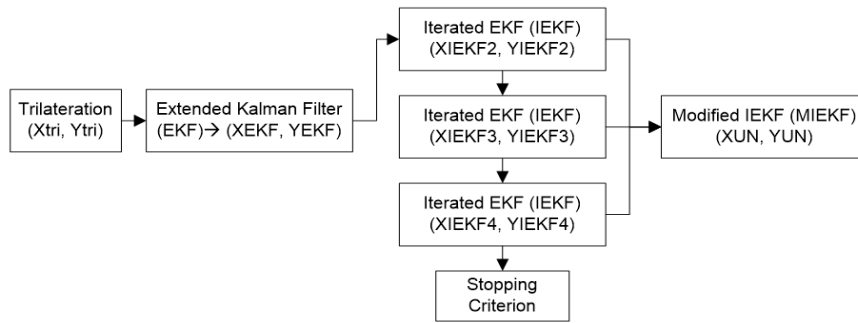 Trilateration
(Xtri, Ytri)
Extended Kalman Filter
(EKF)→ (XEKF, YEKF)
Iterated EKF (IEKF)
(XIEKF2, YIEKF2)
Iterated EKF (IEKF)
(XIEKF3, YIEKF3)
Iterated EKF (IEKF)
(XIEKF4, YIEKF4)
Stopping
Criterion
Modified IEKF (MIEKF)
(XUN, YUN)